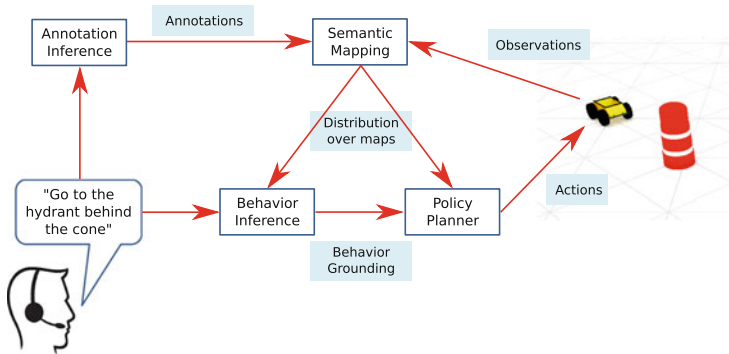 Annotations
Annotation
Inference
Semantic
Mapping
Observations
Distribution
over maps
"Go to the
hydrant behind
the cone"
Behavior
Inference
Policy
Planner
Actions
Behavior
Grounding